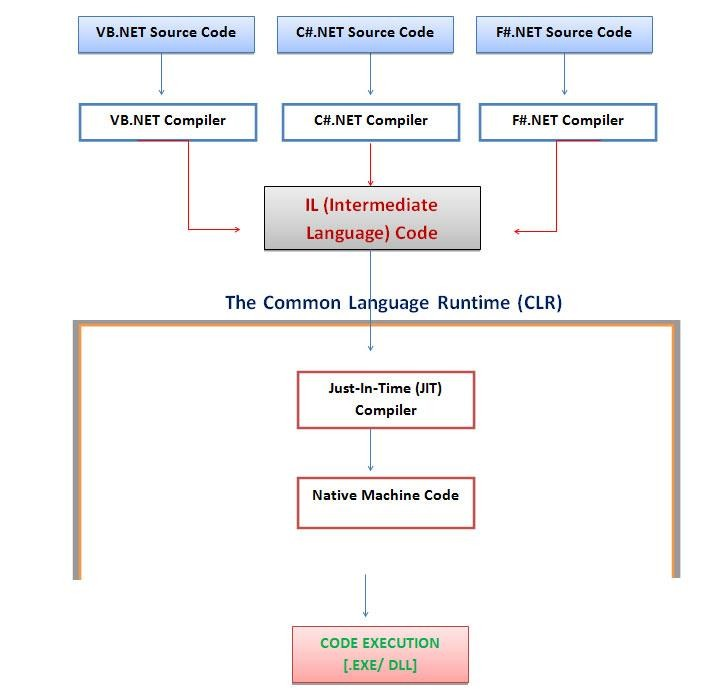 VB.NET Source Code
C#.NET Source Code
F#.NET Source Code
VB.NET Compiler
C#.NET Compiler
F#.NET Compiler
IL (Intermediate
Language) Code
The Common Language Runtime (CLR)
Just-In-Time (JIT)
Compiler
Native Machine Code
CODE EXECUTION
[.EXE/ DLL]